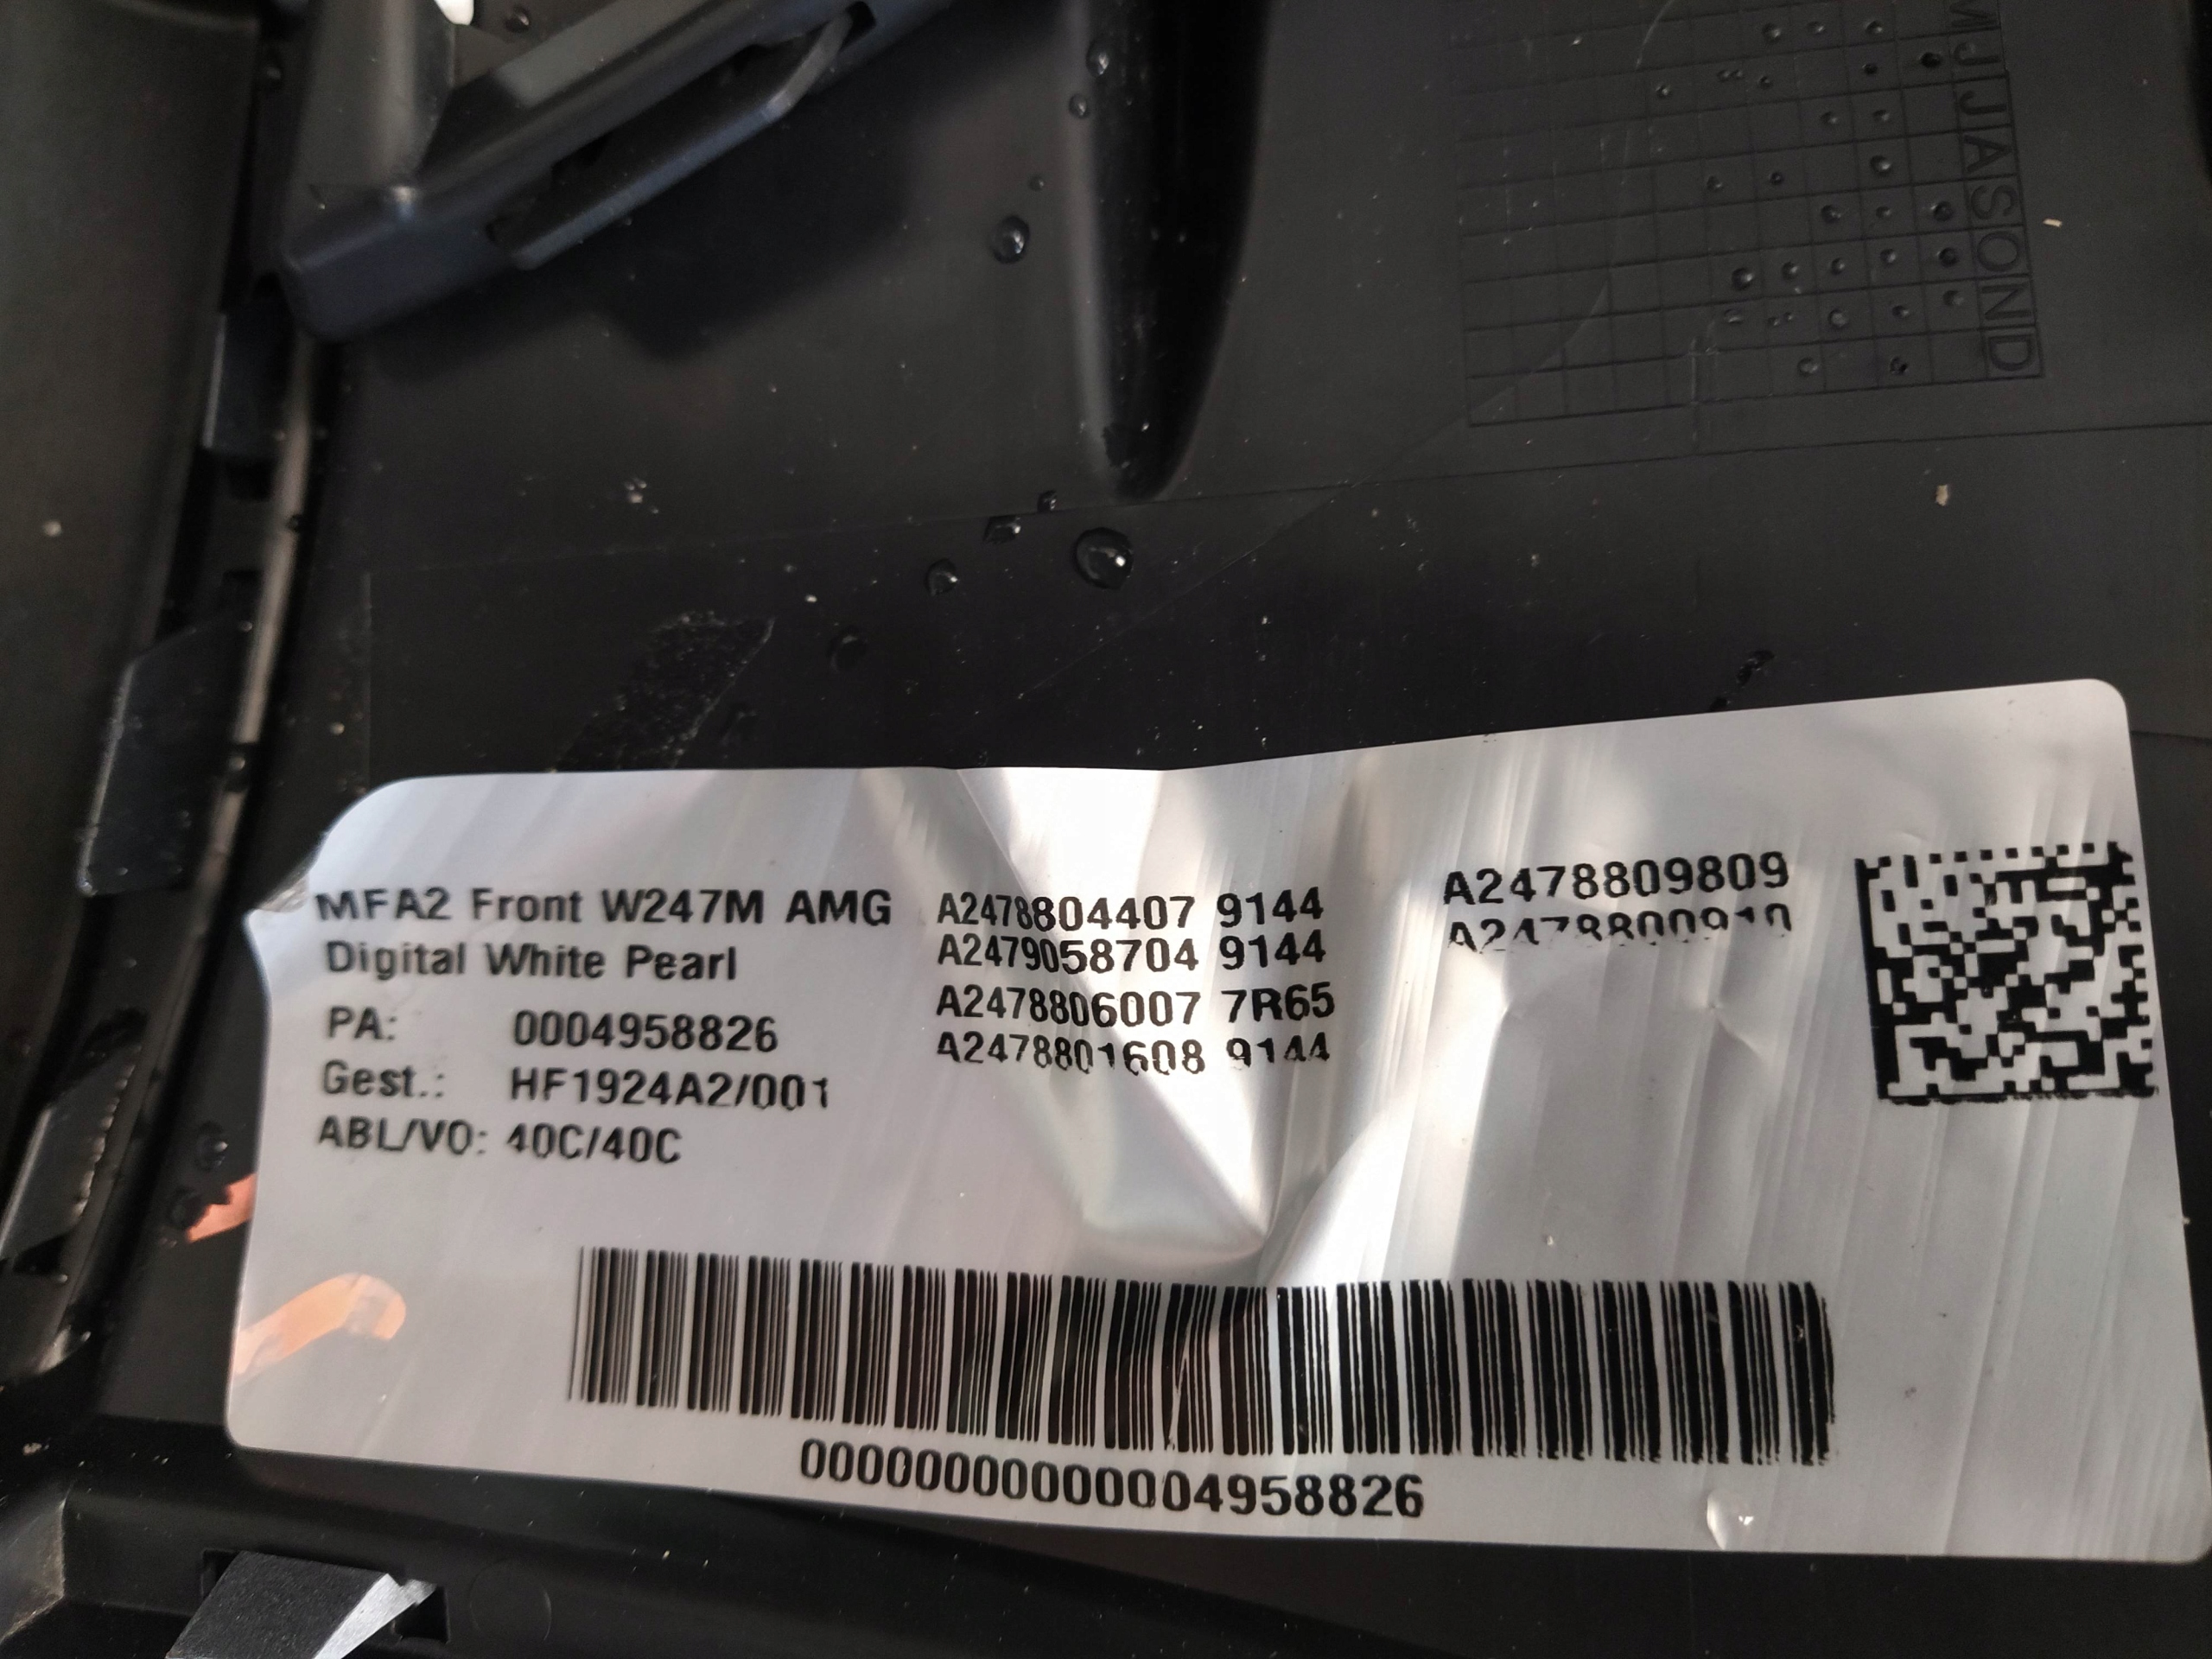 MJJASOND
MFA2 Front W247M AMG
Digital White Pearl
PA: 0004958826
Gest.: HF1924A2/001
ABL/VO: 40C/40C
A2478804407 9144
A2479058704 9144
A2478806007 7R65
A2478801608 9144
A2478809809
000000000004958826